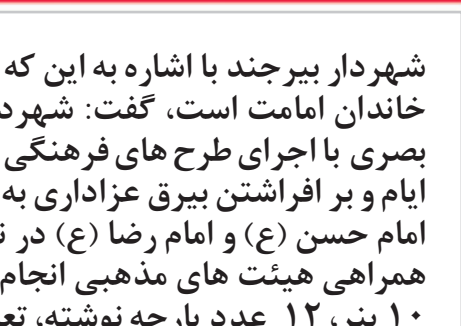 شهردار بیرجند با اشاره به این که
خاندان امامت است، گفت:
بصری با اجرای طرح های فرهنگی
ایام و بر افراشتن بیرق عزاداری به
امام حسن (ع) و امام رضا (ع) در
همراهی هیئت های مذهبی انجام
۱۰ بنر، ۱۲ عدد پارچه نوشته،